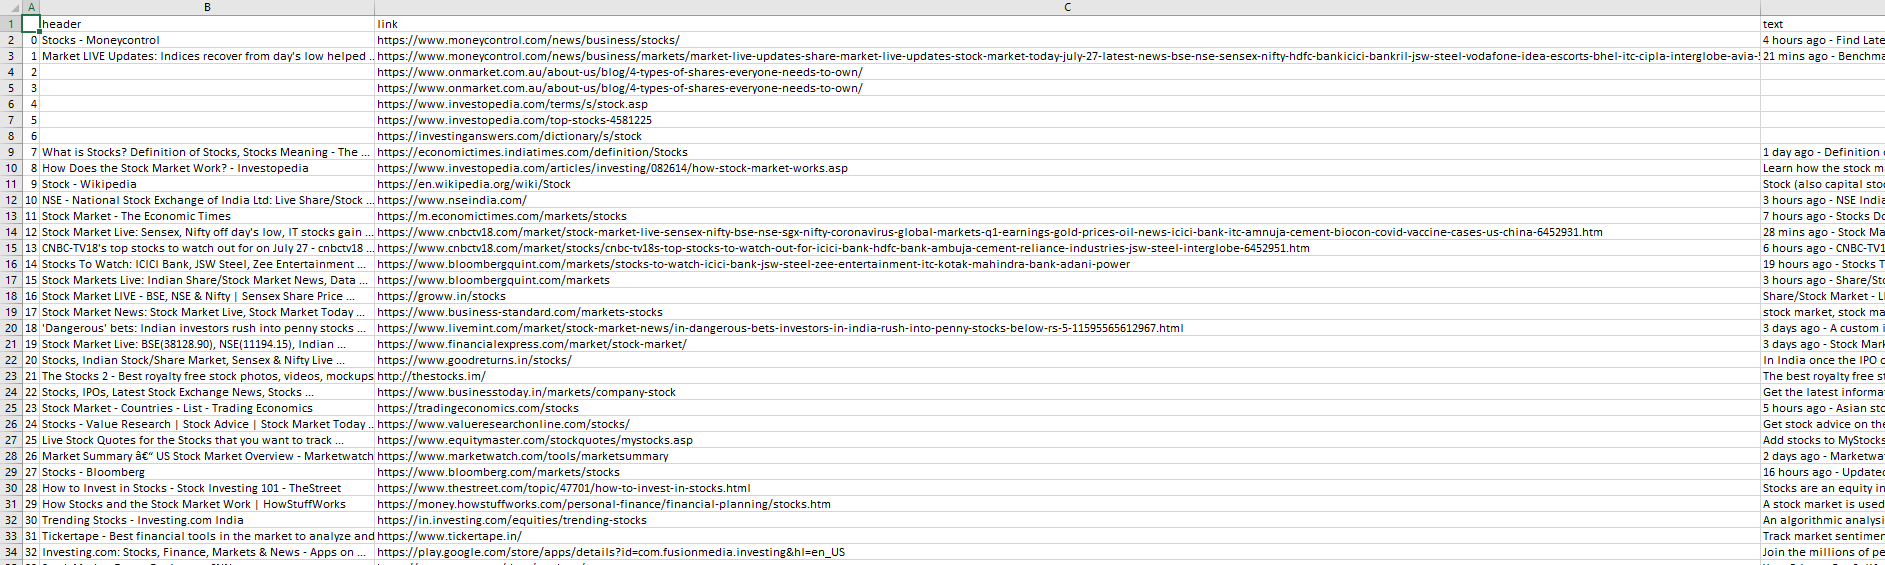 A B C
1 header link text
2 0 Stocks - Moneycontrol https://www.moneycontrol.com/news/business/stocks/ 4 hours ago - Find Late
3 1 Market LIVE Updates: Indices recover from day's low helped ... https://www.moneycontrol.com/news/business/markets/market-live-updates-share-market-live-updates-stock-market-today-july-27-latest-news-bse-nse-sensex-nifty-hdfc-bankicici-bankril-jsw-steel-vodafone-idea-escorts-bhel-itc-cipla-interglobe-avia- 21 mins ago - Benchma
4 2 https://www.onmarket.com.au/about-us/blog/4-types-of-shares-everyone-needs-to-own/
5 3 https://www.onmarket.com.au/about-us/blog/4-types-of-shares-everyone-needs-to-own/
6 4 https://www.investopedia.com/terms/s/stock.asp
7 5 https://www.investopedia.com/top-stocks-4581225
8 6 https://investinganswers.com/dictionary/s/stock
9 7 What is Stocks? Definition of Stocks, Stocks Meaning - The ... https://economictimes.indiatimes.com/definition/Stocks 1 day ago - Definition
10 8 How Does the Stock Market Work? - Investopedia https://www.investopedia.com/articles/investing/082614/how-stock-market-works.asp Learn how the stock m
11 9 Stock - Wikipedia https://en.wikipedia.org/wiki/Stock Stock (also capital stoc
12 10 NSE - National Stock Exchange of India Ltd: Live Share/Stock ... https://www.nseindia.com/ 3 hours ago - NSE India
13 11 Stock Market - The Economic Times https://m.economictimes.com/markets/stocks 7 hours ago - Stocks Do
14 12 Stock Market Live: Sensex, Nifty off day's low, IT stocks gain ... https://www.cnbctv18.com/market/stock-market-live-sensex-nifty-bse-nse-sgx-nifty-coronavirus-global-markets-q1-earnings-gold-prices-oil-news-icici-bank-itc-amnuja-cement-biocon-covid-vaccine-cases-us-china-6452931.htm 28 mins ago - Stock Ma
15 13 CNBC-TV18's top stocks to watch out for on July 27 - cnbctv18 ... https://www.cnbctv18.com/market/stocks/cnbc-tv18s-top-stocks-to-watch-out-for-icici-bank-hdfc-bank-ambuja-cement-reliance-industries-jsw-steel-interglobe-6452951.htm 6 hours ago - CNBC-TV1
16 14 Stocks To Watch: ICICI Bank, JSW Steel, Zee Entertainment ... https://www.bloombergquint.com/markets/stocks-to-watch-icici-bank-jsw-steel-zee-entertainment-itc-kotak-mahindra-bank-adani-power 19 hours ago - Stocks T
17 15 Stock Markets Live: Indian Share/Stock Market News, Data ... https://www.bloombergquint.com/markets 3 hours ago - Share/Sto
18 16 Stock Market LIVE - BSE, NSE & Nifty | Sensex Share Price ... https://groww.in/stocks Share/Stock Market - L
19 17 Stock Market News: Stock Market Live, Stock Market Today ... https://www.business-standard.com/markets-stocks stock market, stock ma
20 18 'Dangerous' bets: Indian investors rush into penny stocks ... https://www.livemint.com/market/stock-market-news/in-dangerous-bets-investors-in-india-rush-into-penny-stocks-below-rs-5-11595565612967.html 3 days ago - A custom i
21 19 Stock Market Live: BSE(38128.90), NSE(11194.15), Indian ... https://www.financialexpress.com/market/stock-market/ 3 days ago - Stock Mark
22 20 Stocks, Indian Stock/Share Market, Sensex & Nifty Live ... https://www.goodreturns.in/stocks/ In India once the IPO o
23 21 The Stocks 2 - Best royalty free stock photos, videos, mockups http://thestocks.im/ The best royalty free st
24 22 Stocks, IPOs, Latest Stock Exchange News, Stocks ... https://www.businesstoday.in/markets/company-stock Get the latest informa
25 23 Stock Market - Countries - List - Trading Economics https://tradingeconomics.com/stocks 5 hours ago - Asian sto
26 24 Stocks - Value Research | Stock Advice | Stock Market Today ... https://www.valueresearchonline.com/stocks/ Get stock advice on the
27 25 Live Stock Quotes for the Stocks that you want to track ... https://www.equitymaster.com/stockquotes/mystocks.asp Add stocks to MyStocks
28 26 Market Summary â€“ US Stock Market Overview - Marketwatch https://www.marketwatch.com/tools/marketsummary 2 days ago - Marketwa
29 27 Stocks - Bloomberg https://www.bloomberg.com/markets/stocks 16 hours ago - Updated
30 28 How to Invest in Stocks - Stock Investing 101 - TheStreet https://www.thestreet.com/topic/47701/how-to-invest-in-stocks.html Stocks are an equity in
31 29 How Stocks and the Stock Market Work | HowStuffWorks https://money.howstuffworks.com/personal-finance/financial-planning/stocks.htm A stock market is used
32 30 Trending Stocks - Investing.com India https://in.investing.com/equities/trending-stocks An algorithmic analysi
33 31 Tickertape - Best financial tools in the market to analyze and https://www.tickertape.in/ Track market sentimen
34 32 Investing.com: Stocks, Finance, Markets & News - Apps on ... https://play.google.com/store/apps/details?id=com.fusionmedia.investing&hl=en_US Join the millions of pe